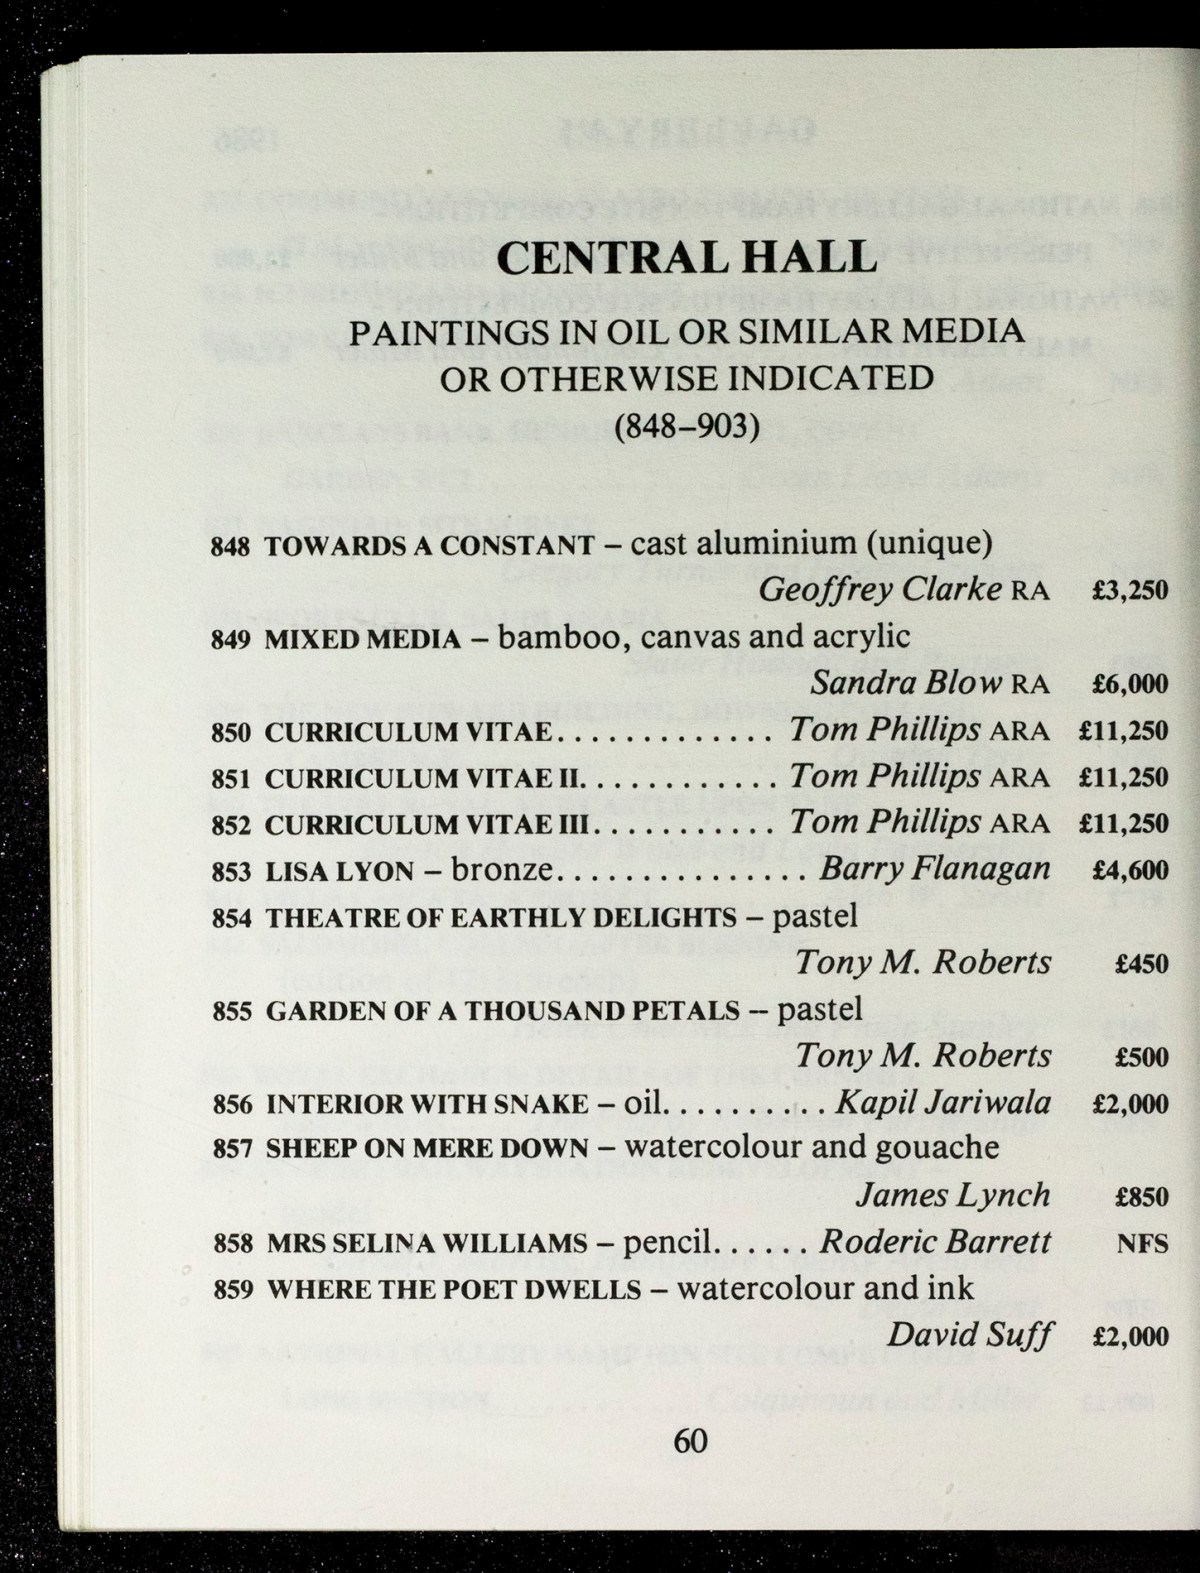 CENTRAL HALL
PAINTINGS IN OIL OR SIMILAR MEDIA
OR OTHERWISE INDICATED
(848–903)
848 TOWARDS A CONSTANT – cast aluminium (unique)
Geoffrey Clarke RA £3,250
849 MIXED MEDIA – bamboo, canvas and acrylic
Sandra Blow RA £6,000
850 CURRICULUM VITAE............. Tom Phillips ARA £11,250
851 CURRICULUM VITAE II............ Tom Phillips ARA £11,250
852 CURRICULUM VITAE III........... Tom Phillips ARA £11,250
853 LISA LYON – bronze................ Barry Flanagan £4,600
854 THEATRE OF EARTHLY DELIGHTS – pastel
Tony M. Roberts £450
855 GARDEN OF A THOUSAND PETALS -- pastel
Tony M. Roberts £500
856 INTERIOR WITH SNAKE – oil.......... Kapil Jariwala £2,000
857 SHEEP ON MERE DOWN – watercolour and gouache
James Lynch £850
858 MRS SELINA WILLIAMS – pencil...... Roderic Barrett NFS
859 WHERE THE POET DWELLS – watercolour and ink
David Suff £2,000
60